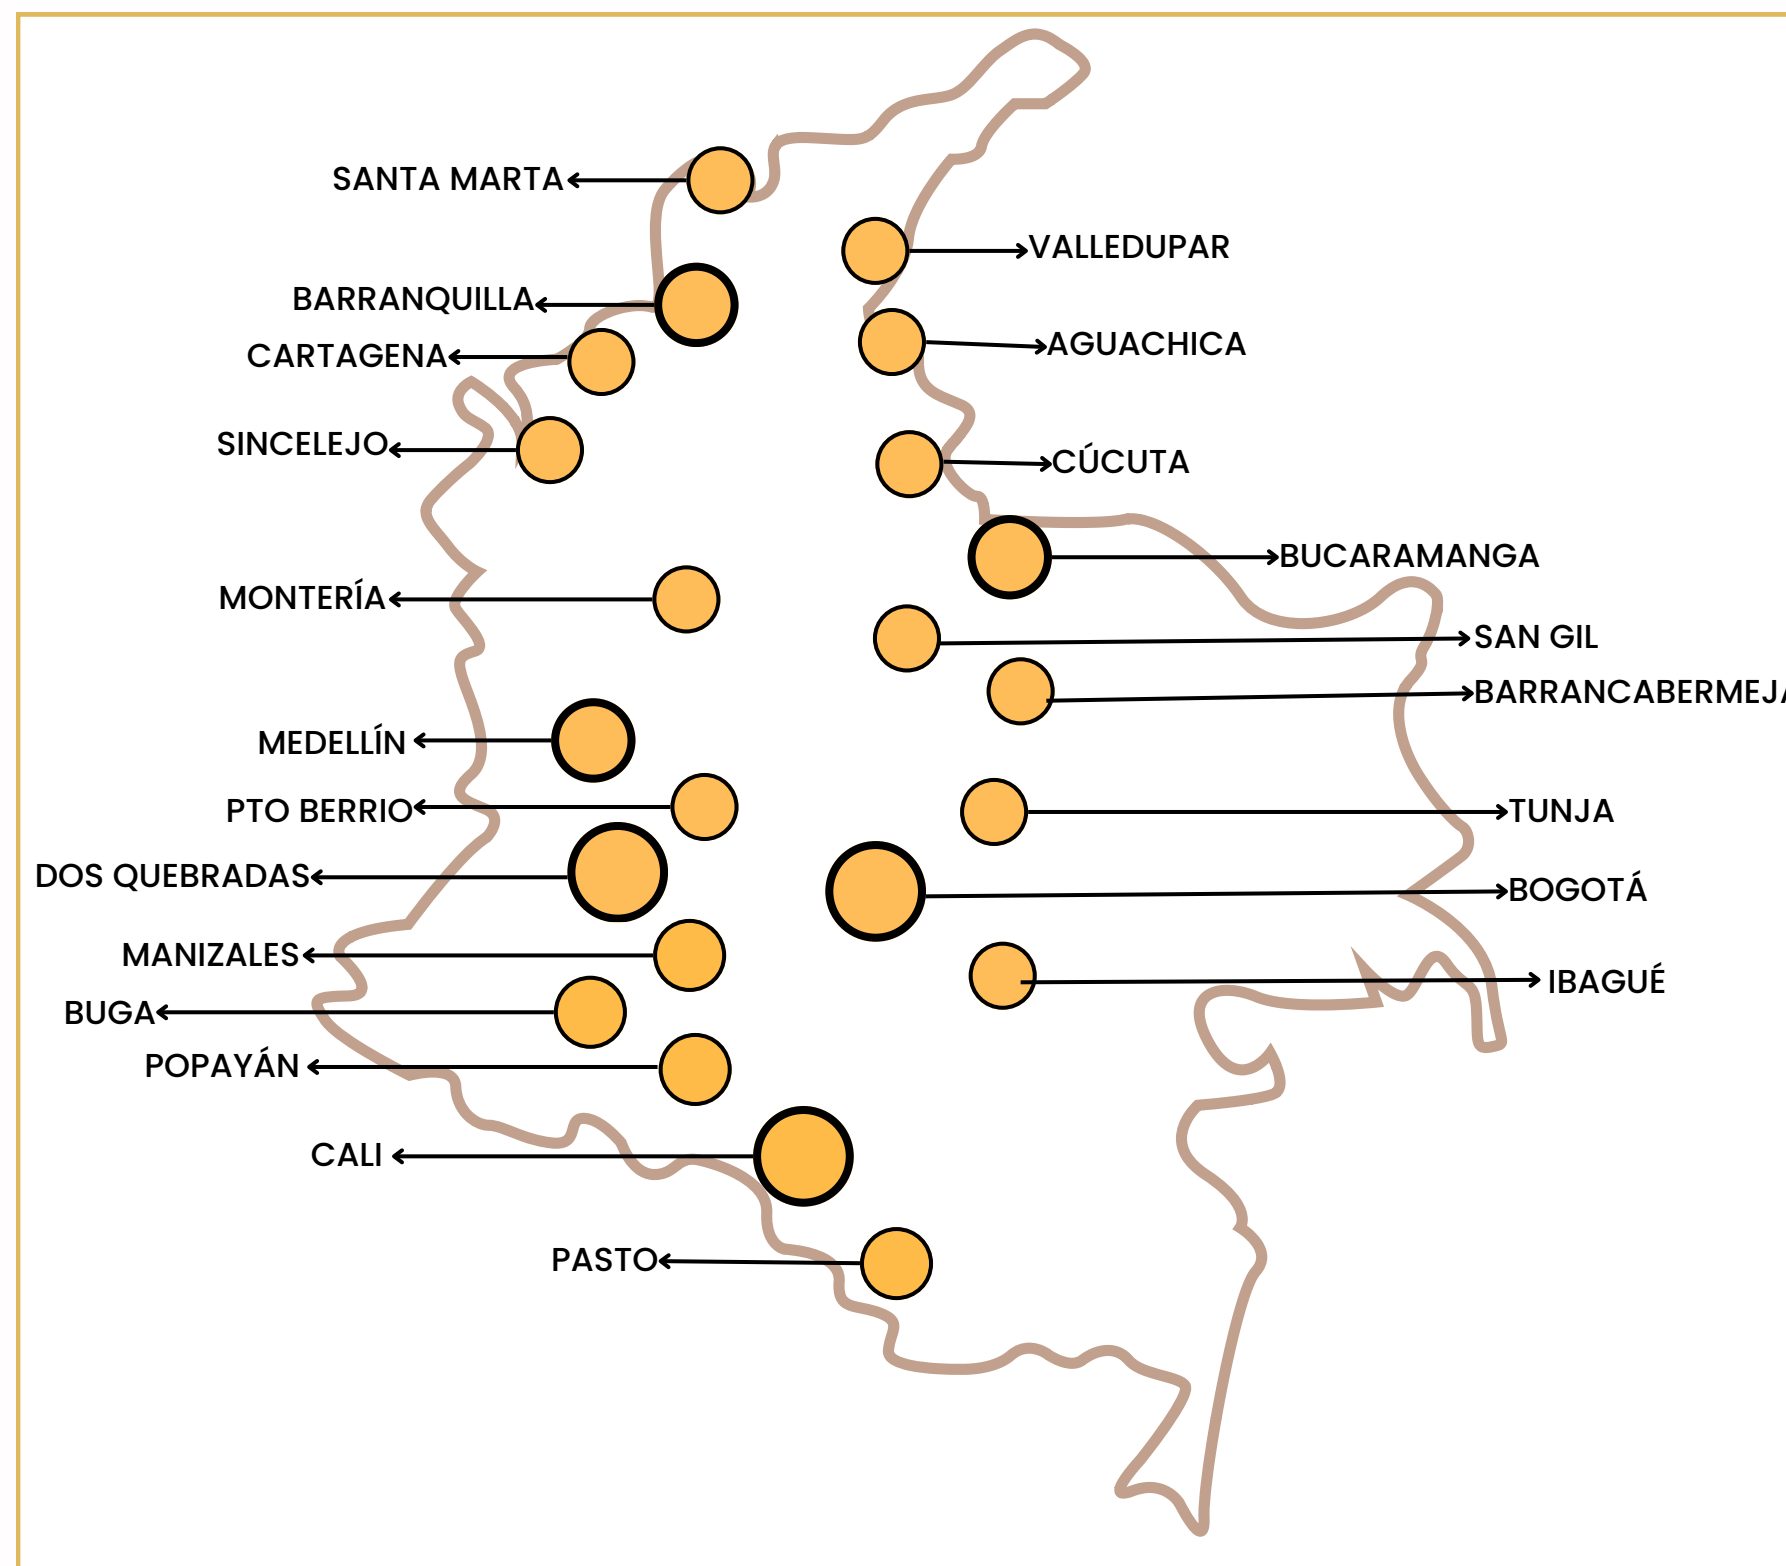 SANTA MARTA
VALLEDUPAR
BARRANQUILLA
AGUACHICA
CARTAGENA
SINCELEJO
CÚCUTA
BUCARAMANGA
MONTERÍA
SAN GIL
BARRANCABERMEJA
MEDELLÍN
PTO BERRIO
TUNJA
DOS QUEBRADAS
BOGOTÁ
MANIZALES
IBAGUÉ
BUGA
POPAYÁN
CALI
PASTO